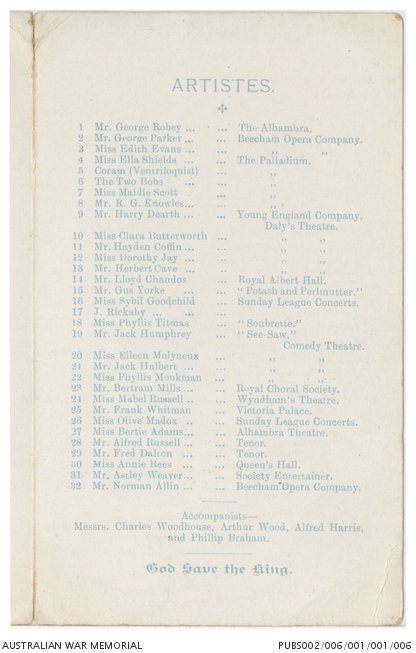 ARTISTES.
1 Mr. George Robey ... ... The Alhambra.
2 Mr. George Parker ... ... Beecham Opera Company.
3 Miss Edith Evans ... ... „ „
4 Miss Ella Shields ... ... The Palladium.
5 Coram (Ventriloquist) ... „
6 The Two Bobs ... ... „
7 Miss Maidie Scott ... ... „
8 Mr. R. G. Knowles... ... „
9 Mr. Harry Dearth ... ... Young England Company,
Daly's Theatre.
10 Miss Clara Butterworth ... „ „
11 Mr. Hayden Coffin ... ... „ „
12 Miss Dorothy Jay ... ... „ „
13 Mr. Herbert Cave ... ... „ „
14 Mr. Lloyd Chandos ... Royal Albert Hall.
15 Mr. Gus Yorke ... ... "Potash and Perlmutter."
16 Miss Sybil Goodchild ... Sunday League Concerts.
17 J. Rickaby ... ... ... „
18 Miss Phyllis Titmas ... "Soubrette."
19 Mr. Jack Humphrey ... "See-Saw,"
Comedy Theatre.
20 Miss Eileen Molyneux ... „ „
21 Mr. Jack Hulbert ... ... „ „
22 Miss Phyllis Monkman ... „ „
23 Mr. Bertram Mills ... ... Royal Choral Society.
24 Miss Mabel Russell ... ... Wyndham's Theatre.
25 Mr. Frank Whitman ... Victoria Palace.
26 Miss Olive Madox .. ... Sunday League Concerts.
27 Miss Bertie Adams... ... Alhambra Theatre.
28 Mr. Alfred Russell ... ... Tenor.
29 Mr. Fred Dalton ... ... Tenor.
30 Miss Annie Rees ... ... Queen's Hall.
31 Mr. Astley Weaver... ... Society Entertainer.
32 Mr. Norman Allin ... ... Beecham Opera Company.
Accompanists—
Messrs. Charles Woodhouse, Arthur Wood, Alfred Harris,
and Phillip Braham.
God Save the King.
AUSTRALIAN WAR MEMORIAL PUBS002/006/001/001/006